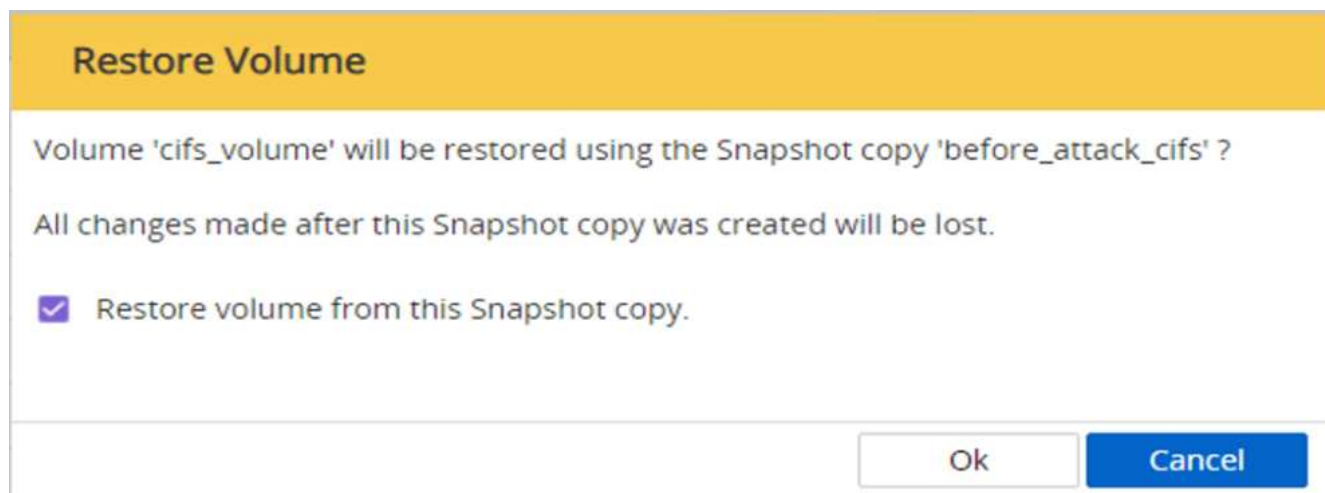 Restore Volume
Volume 'cifs_volume' will be restored using the Snapshot copy 'before_attack_cifs' ?
All changes made after this Snapshot copy was created will be lost.
Restore volume from this Snapshot copy.
Ok
Cancel